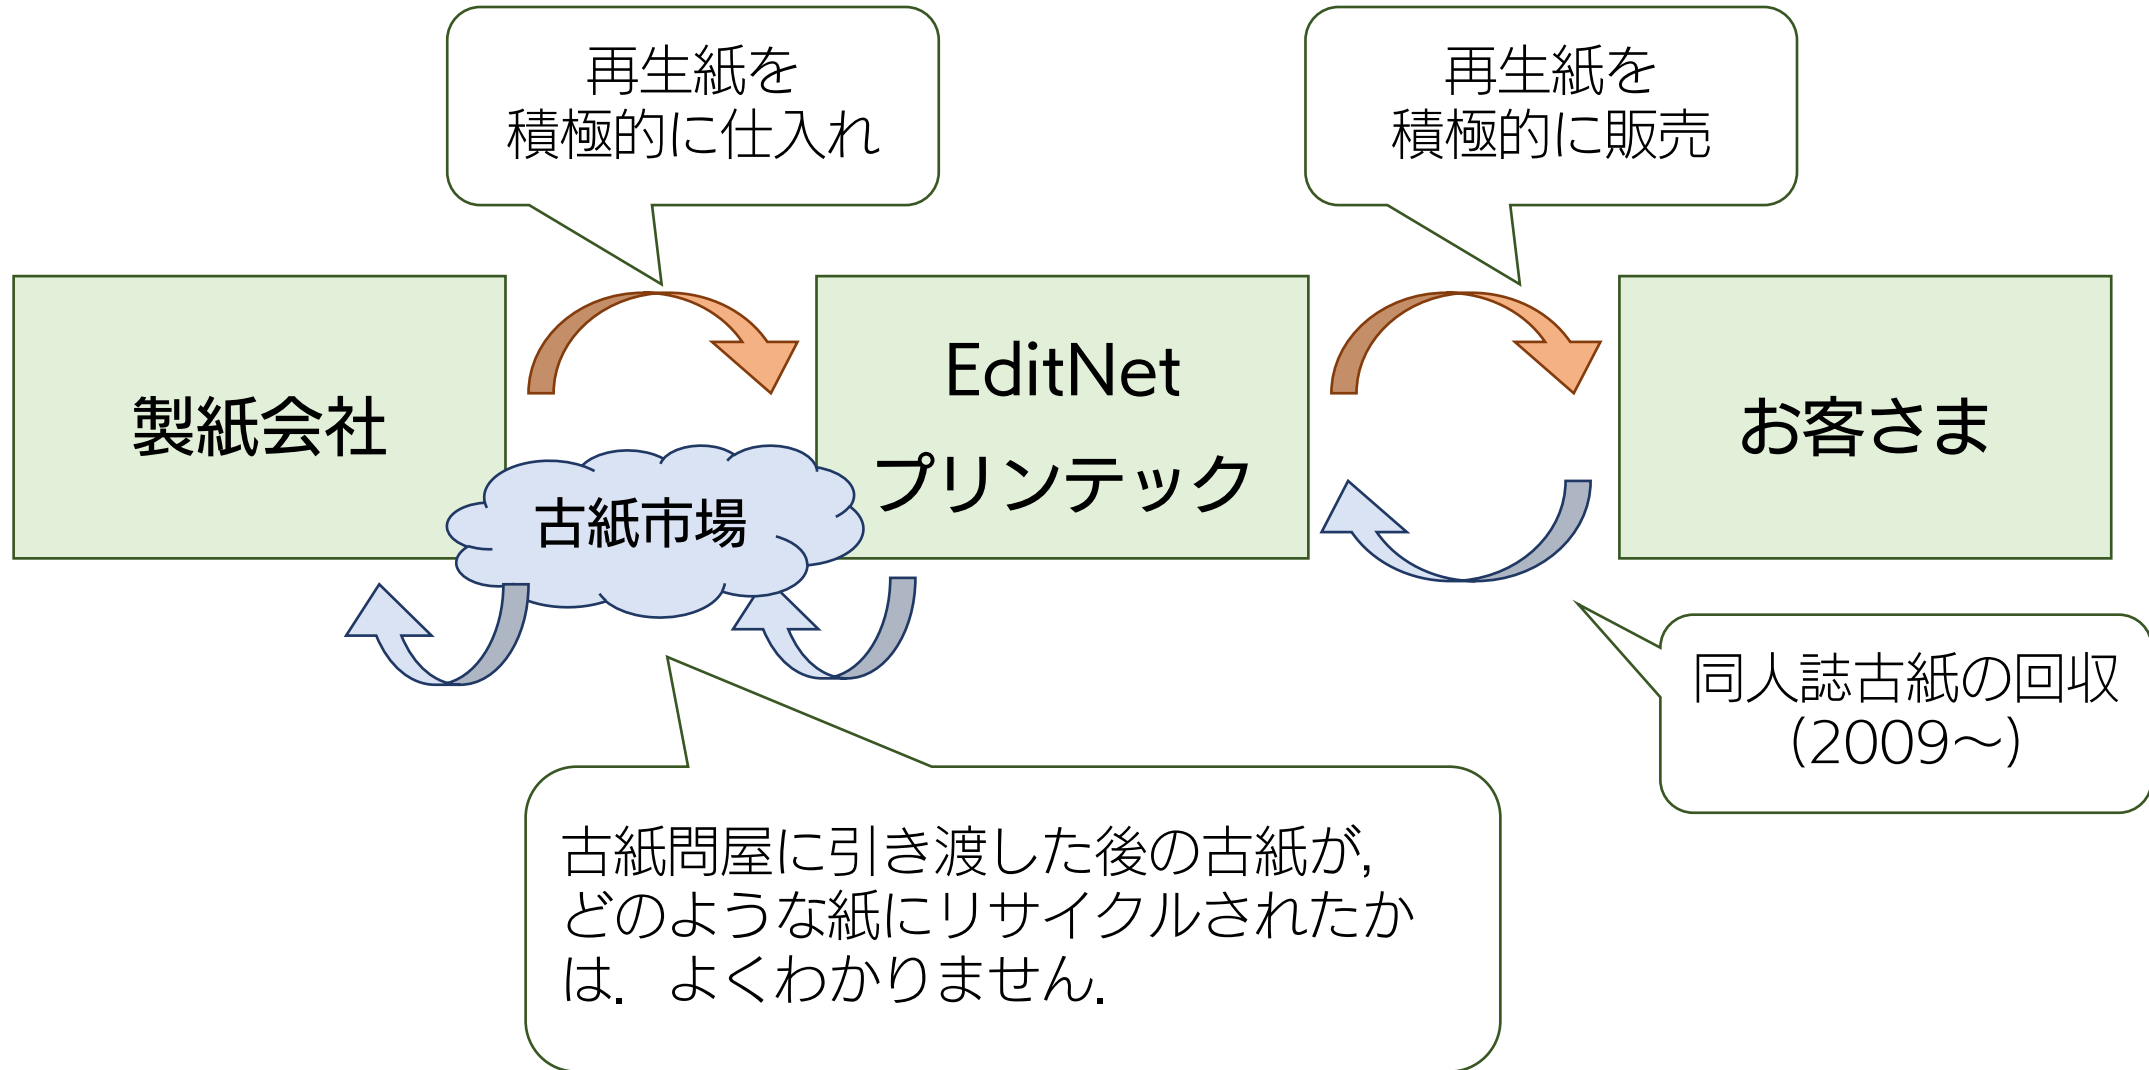 再生紙を
積極的に仕入れ
再生紙を
積極的に販売
製紙会社
EditNet
プリンテック
お客さま
古紙市場
同人誌古紙の回収
(2009～)
古紙問屋に引き渡した後の古紙が，
どのような紙にリサイクルされたか
は．よくわかりません．